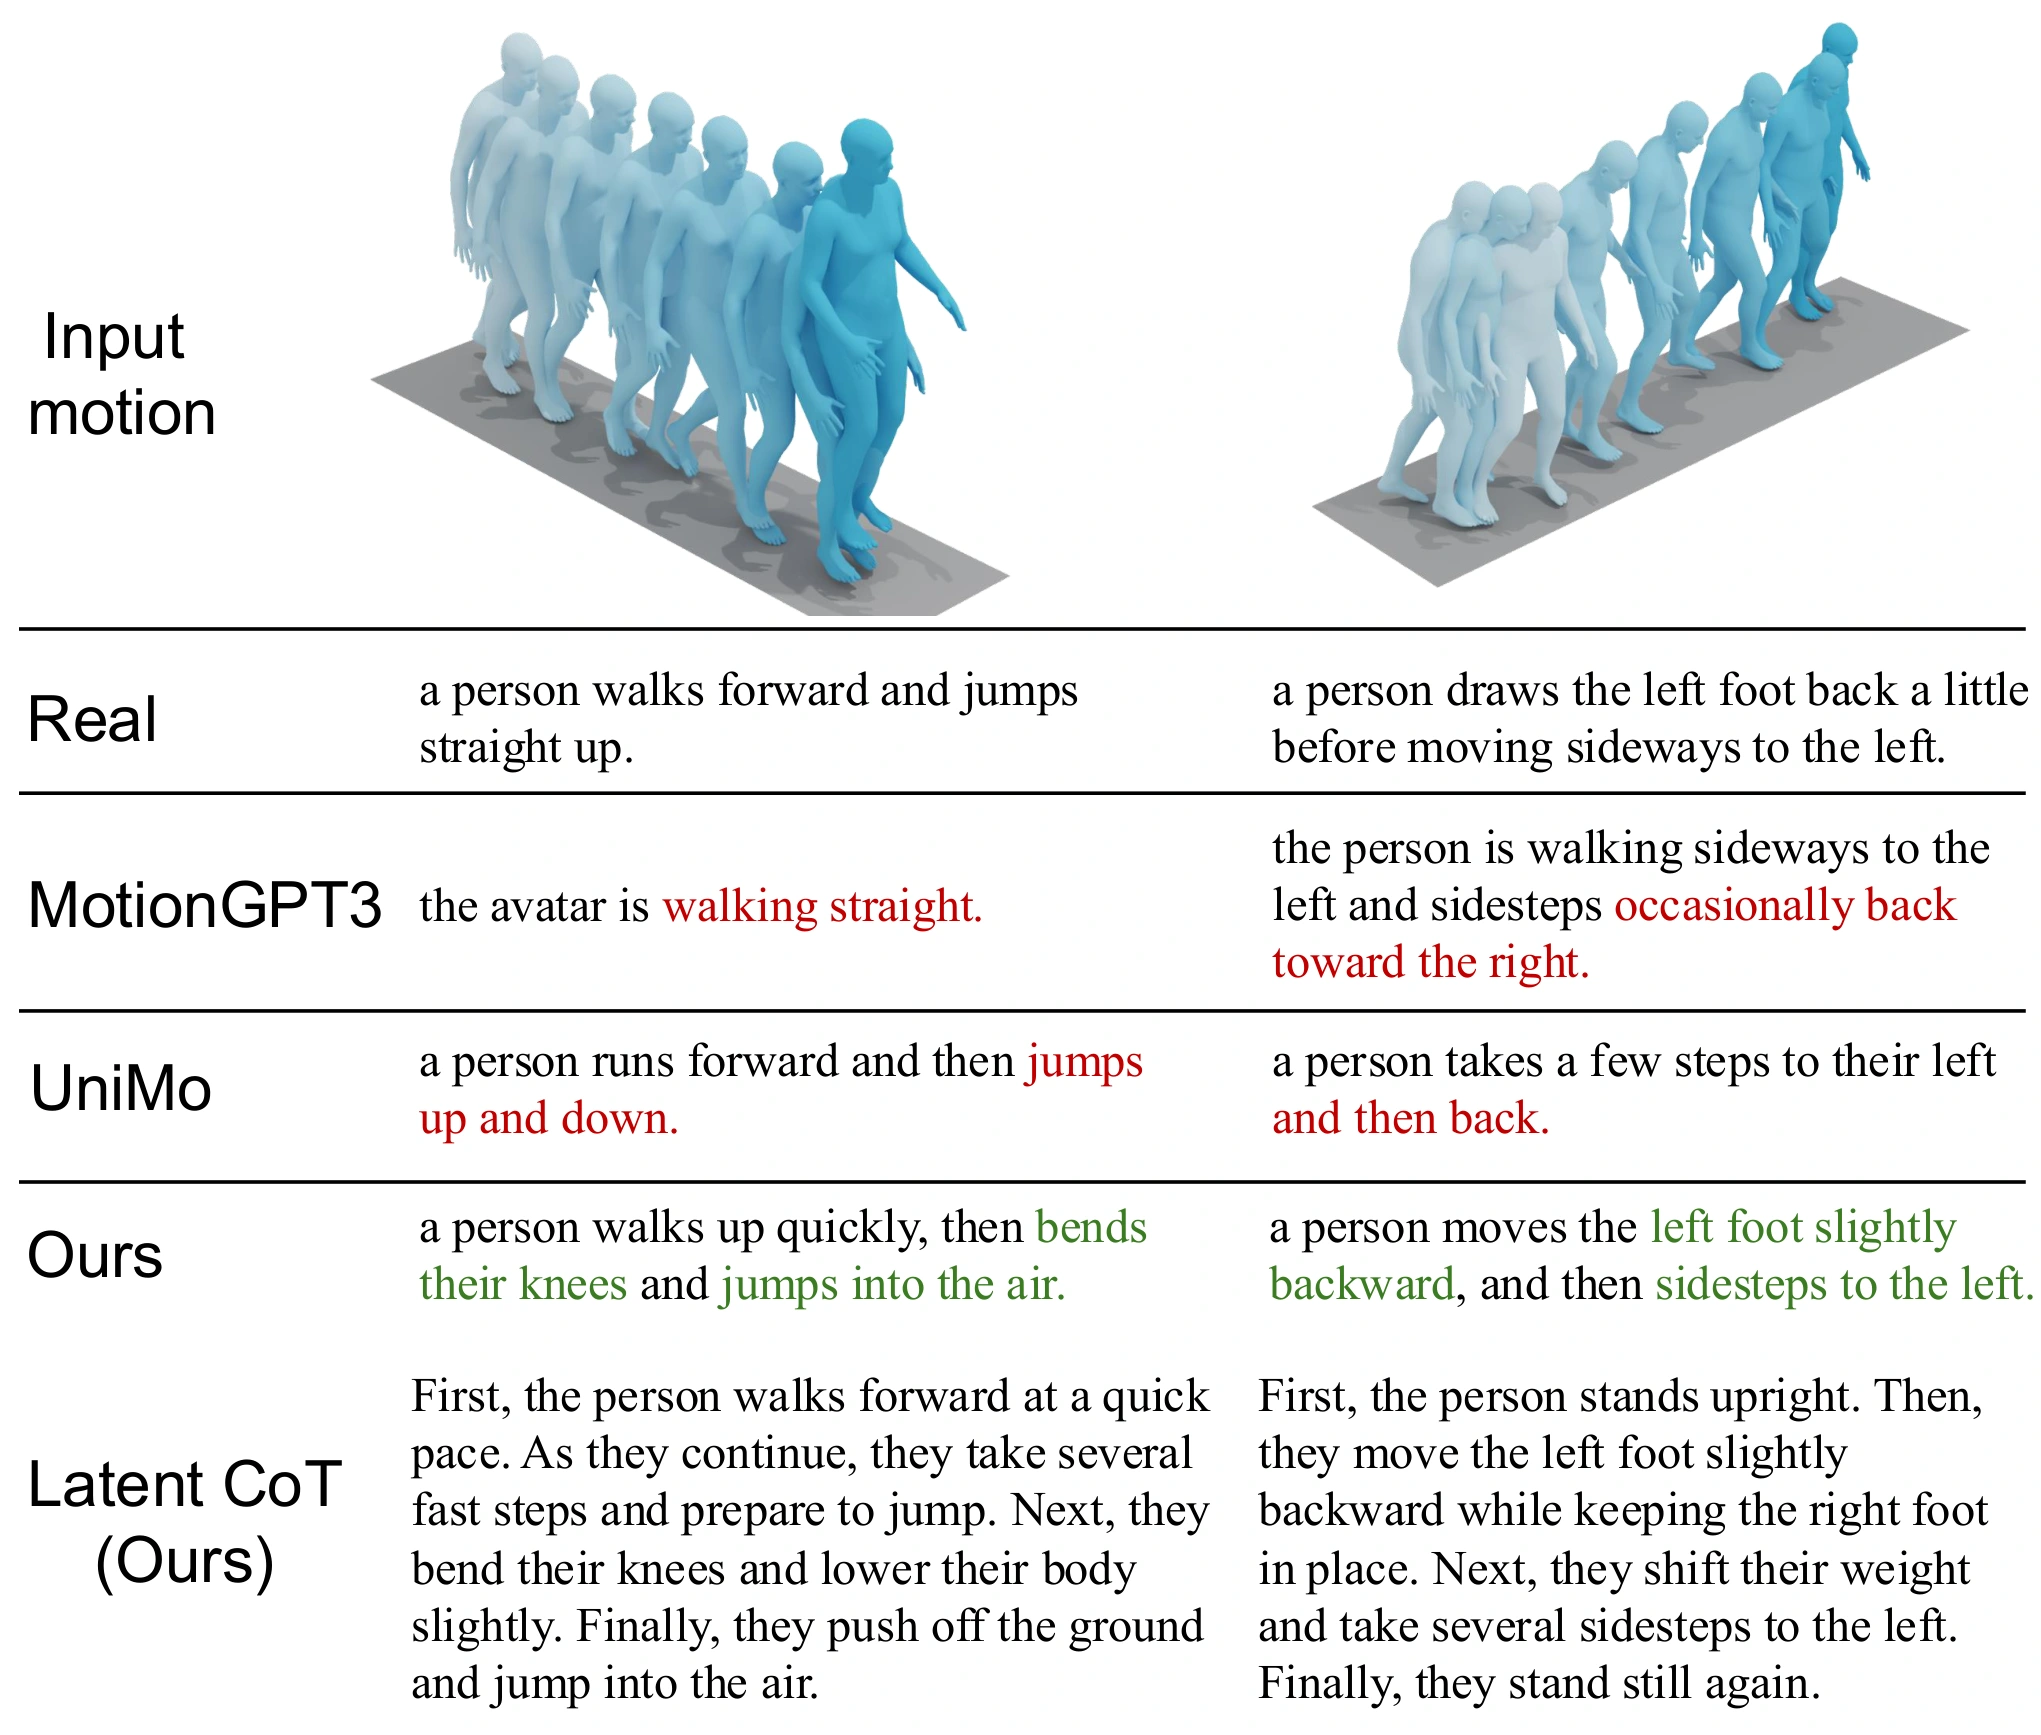 Input
motion
Real
a person walks forward and jumps
straight up.
a person draws the left foot back a little
before moving sideways to the left.
MotionGPT3
the avatar is walking straight.
the person is walking sideways to the
left and sidesteps occasionally back
toward the right.
UniMo
a person runs forward and then jumps
up and down.
a person takes a few steps to their left
and then back.
Ours
a person walks up quickly, then bends
their knees and jumps into the air.
a person moves the left foot slightly
backward, and then sidesteps to the left.
Latent CoT
(Ours)
First, the person walks forward at a quick
pace. As they continue, they take several
fast steps and prepare to jump. Next, they
bend their knees and lower their body
slightly. Finally, they push off the ground
and jump into the air.
First, the person stands upright. Then,
they move the left foot slightly
backward while keeping the right foot
in place. Next, they shift their weight
and take several sidesteps to the left.
Finally, they stand still again.